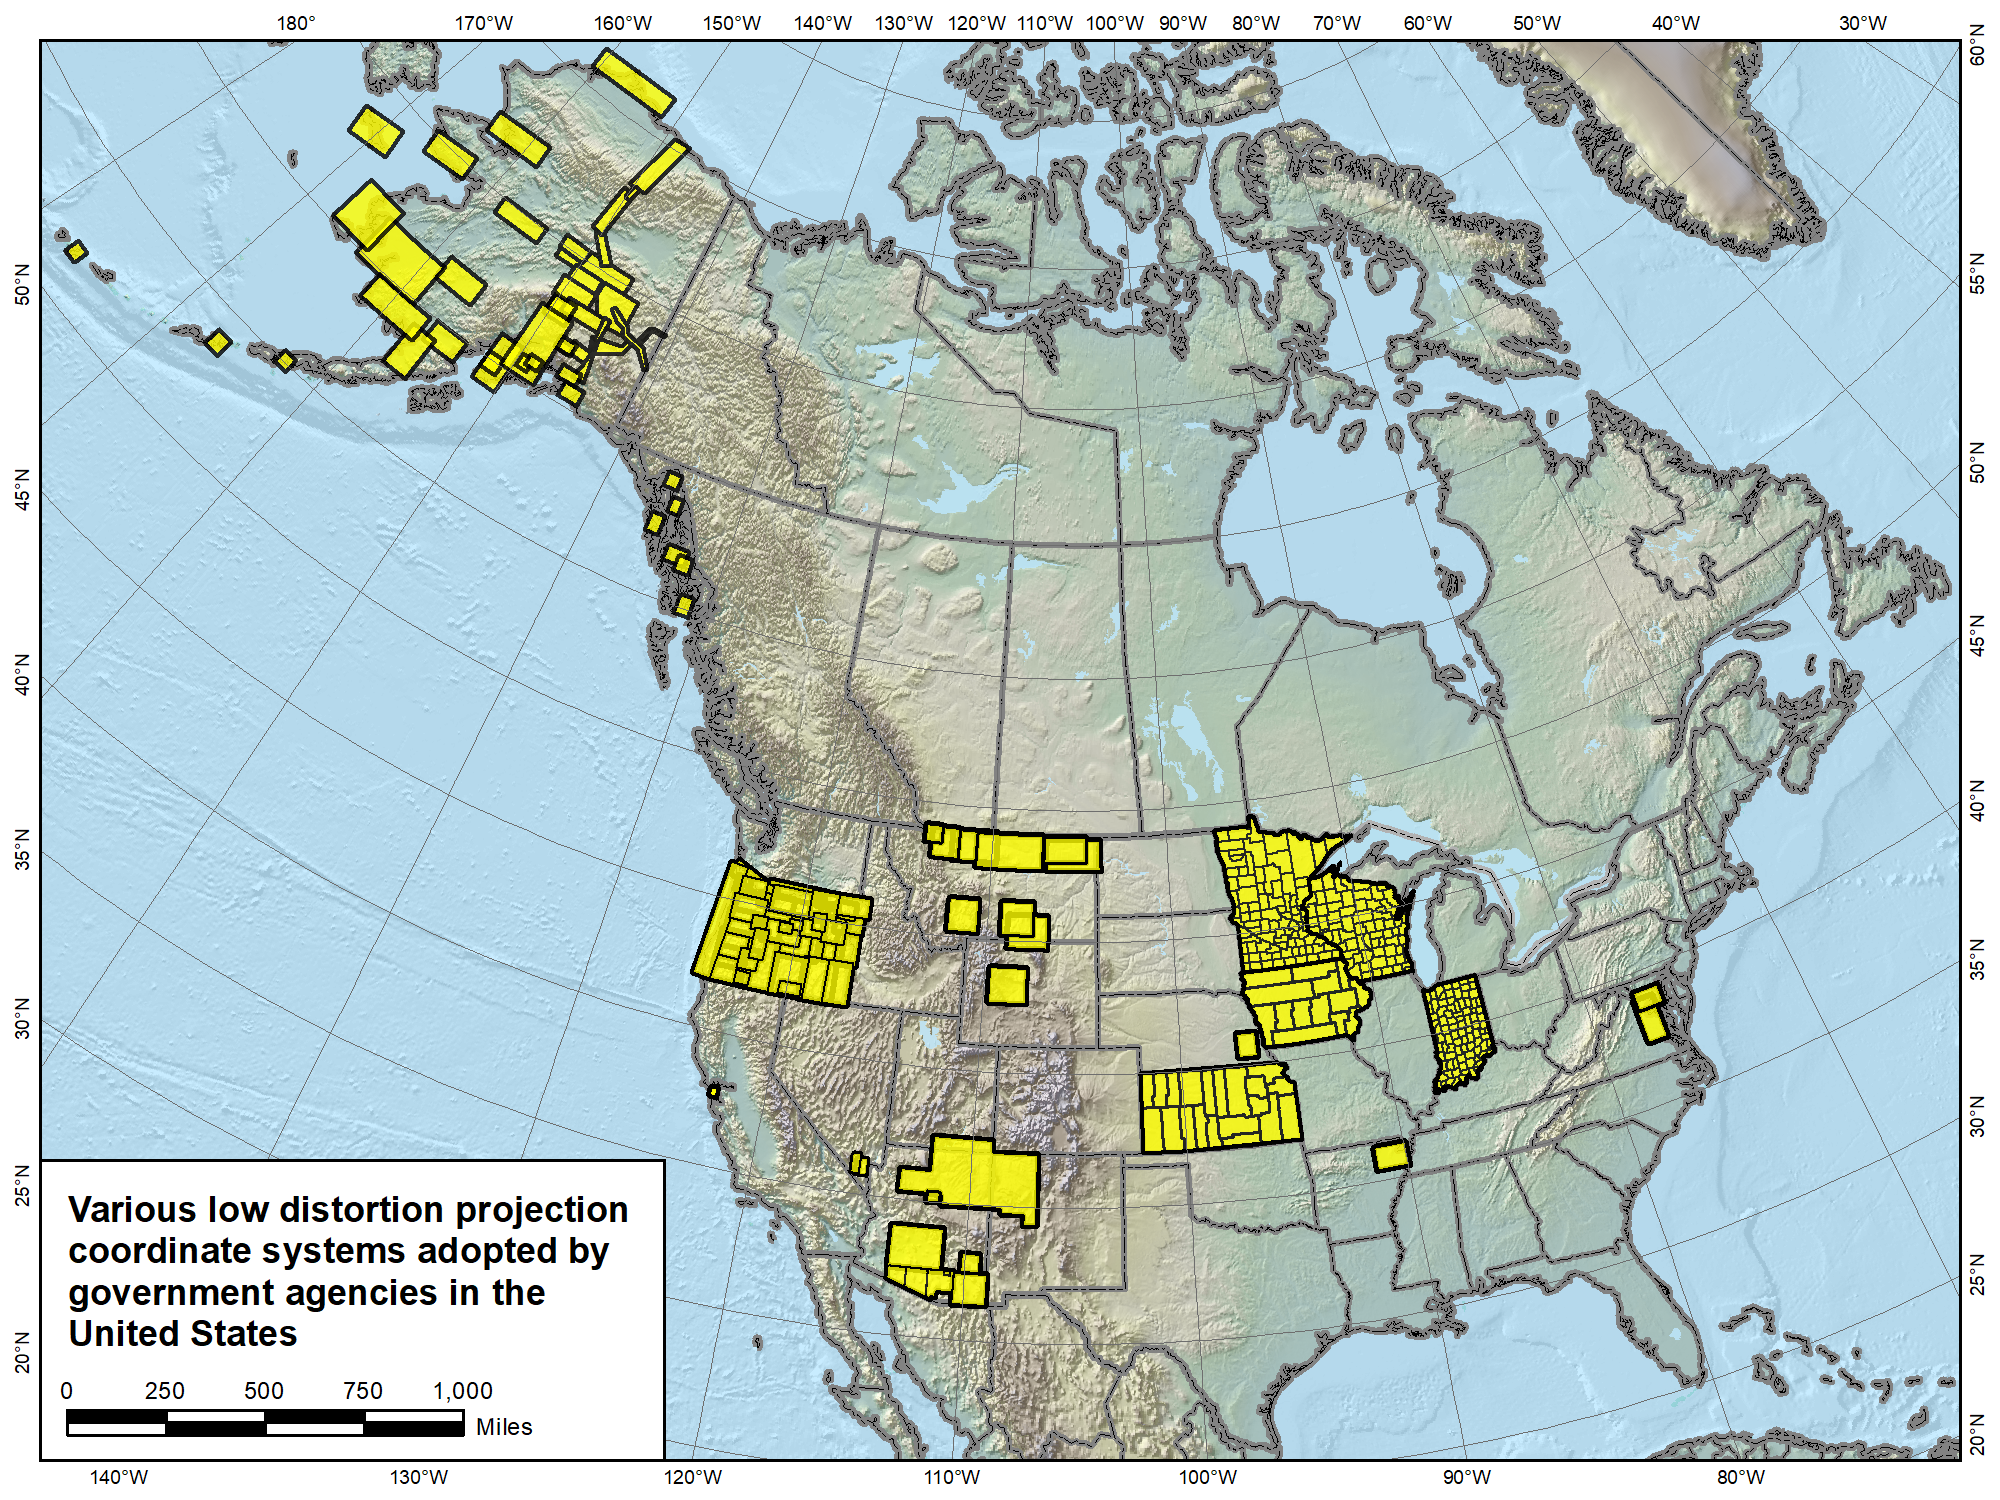 180° 170°W 160°W 150°W 140°W 130°W 120°W 110°W 100°W 90°W 80°W 70°W 60°W 50°W 40°W 30°W
60°N
55°N
50°N
45°N
40°N
35°N
30°N
25°N
20°N
50°N
45°N
40°N
35°N
30°N
25°N
20°N
Various low distortion projection
coordinate systems adopted by
government agencies in the
United States
0 250 500 750 1,000
Miles
140°W 130°W 120°W 110°W 100°W 90°W 80°W